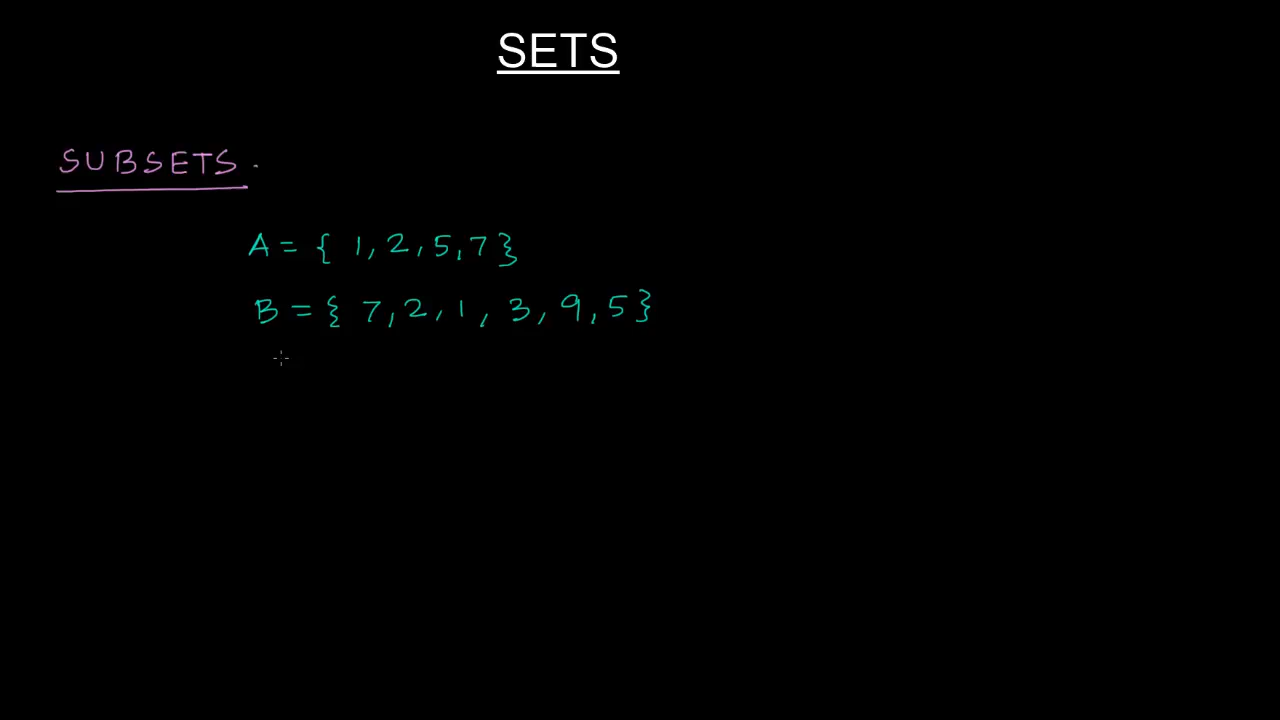 SETS
SUBSETS.
A = { 1, 2, 5, 7 }
B = { 7, 2, 1, 3, 9, 5 }